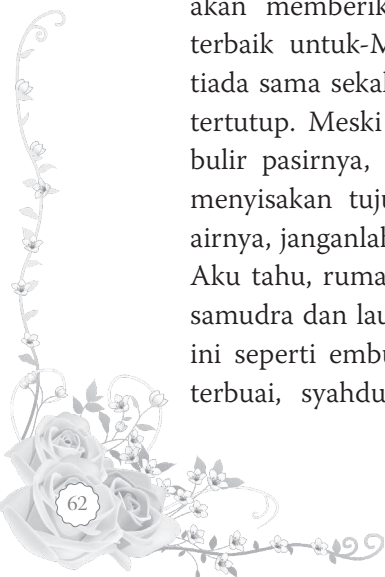 akan memberik
terbaik untuk-M
tiada sama sekal
tertutup. Meski
bulir pasirnya,
menyisakan tuju
airnya, janganlah
Aku tahu, ruma
samudra dan lau
ini seperti embu
terbuai, syahdu
62